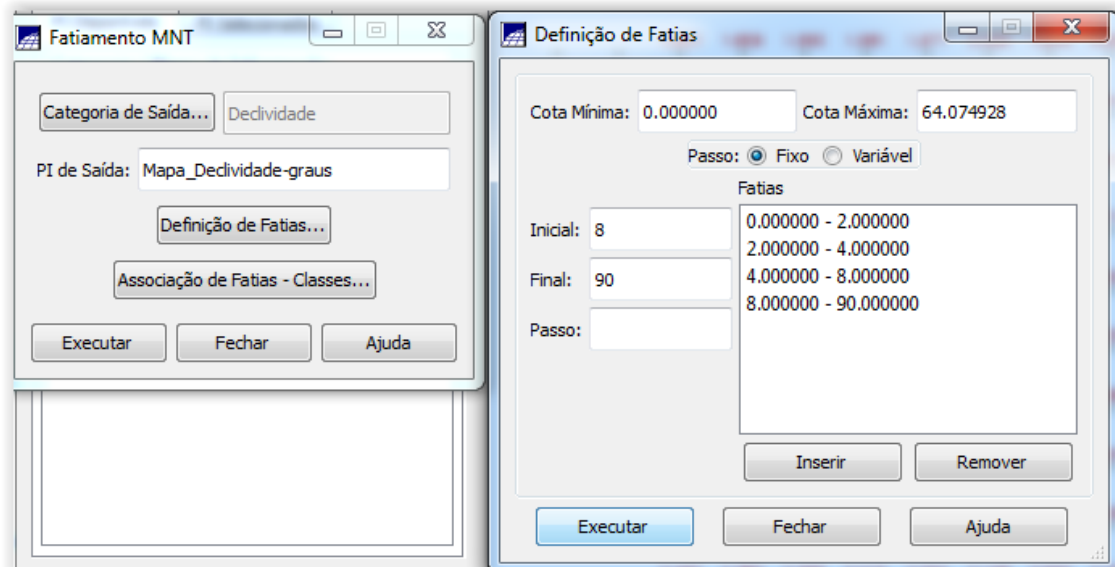 Fatiamento MNT
Categoria de Saída... Declividade
PI de Saída: Mapa_Declividade-graus
Definição de Fatias...
Associação de Fatias - Classes...
Executar Fechar Ajuda
Definição de Fatias
Cota Mínima: 0.000000 Cota Máxima: 64.074928
Passo: Fixo Variável
Fatias
Inicial: 8
Final: 90
Passo:
0.000000 - 2.000000
2.000000 - 4.000000
4.000000 - 8.000000
8.000000 - 90.000000
Inserir Remover
Executar Fechar Ajuda